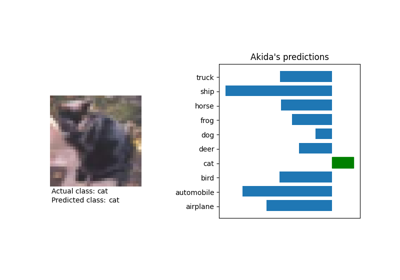 Akida's predictions
truck
ship
horse
frog
dog
deer
cat
bird
automobile
airplane
Actual class: cat
Predicted class: cat